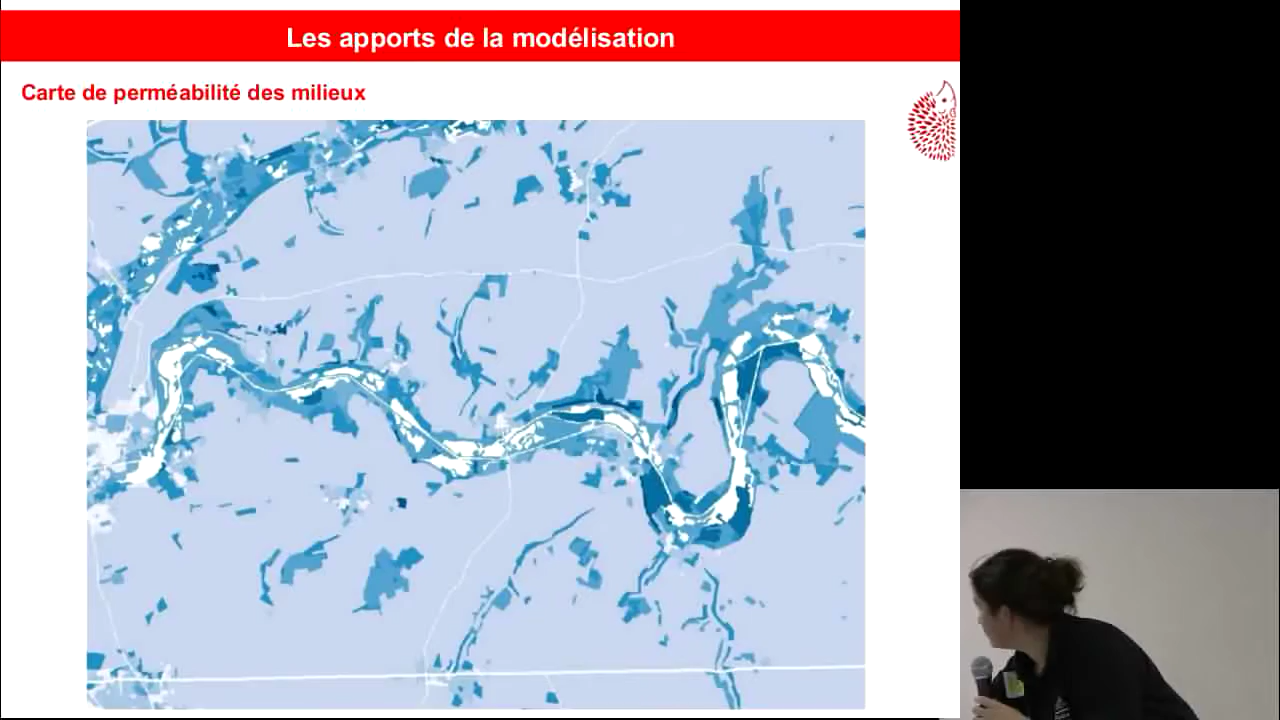 Les apports de la modélisation
Carte de perméabilité des milieux